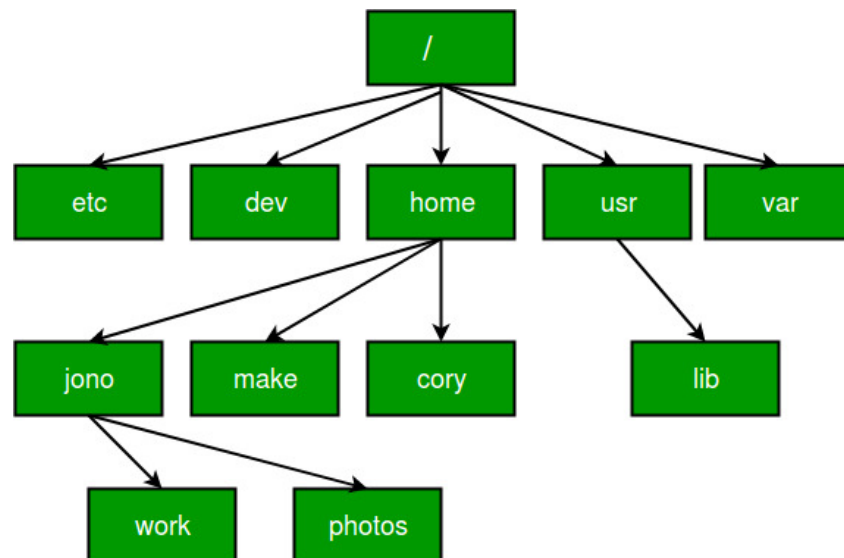 /
etc
dev
home
usr
var
jono
make
cory
lib
work
photos